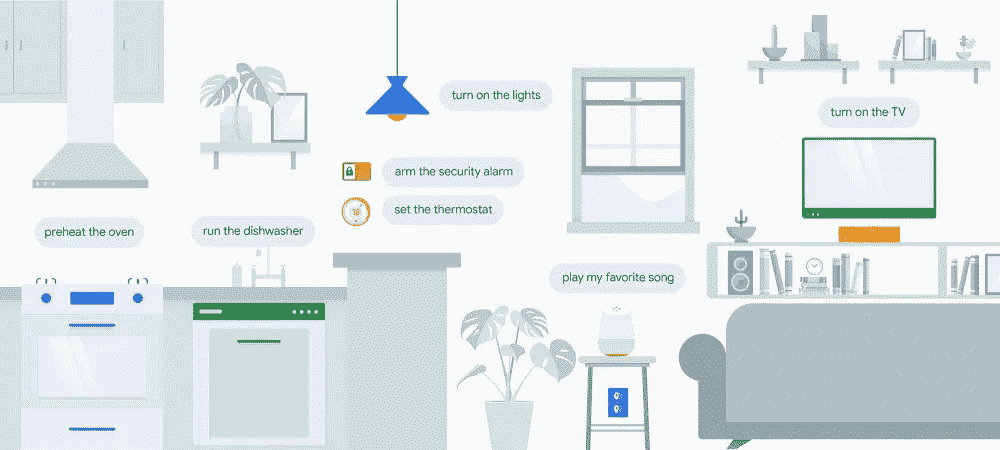 turn on the lights
turn on the TV
arm the security alarm
set the thermostat
preheat the oven
run the dishwasher
play my favorite song